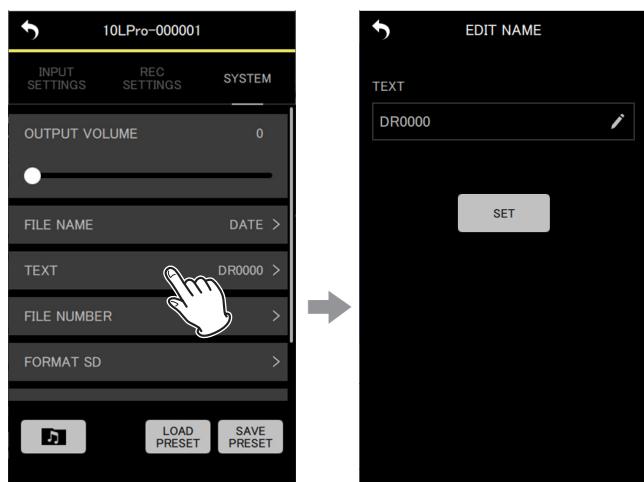 10LPro-000001
INPUT SETTINGS
REC SETTINGS
SYSTEM
OUTPUT VOLUME 0
FILE NAME DATE >
TEXT DR0000 >
FILE NUMBER >
FORMAT SD >
LOAD PRESET
SAVE PRESET
EDIT NAME
TEXT
DR0000
SET